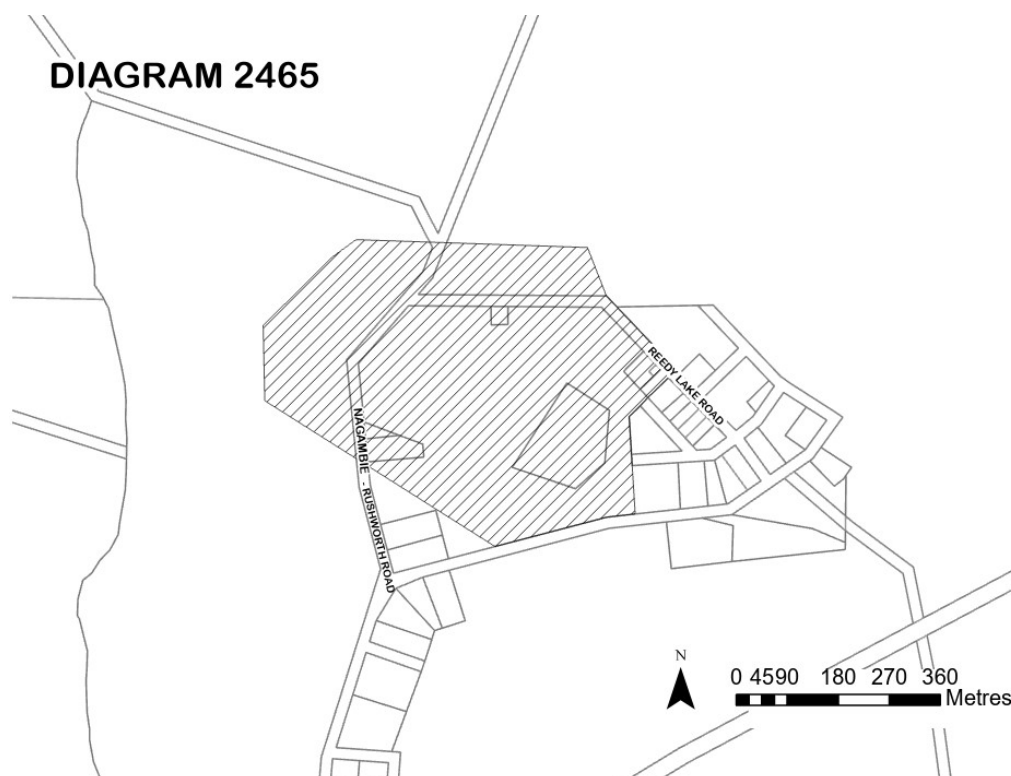 DIAGRAM 2465
REEDY LAKE ROAD
NAGAMBIE - RUSHWORTH ROAD
N
0 4590 180 270 360
Metres